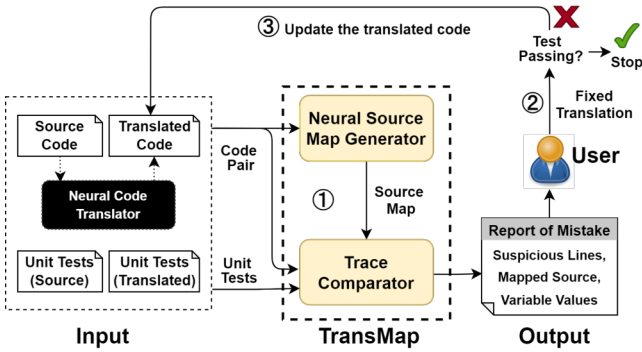 ③ Update the translated code
Test
Passing?
Stop
②
Fixed
Translation
User
Source
Code
Translated
Code
Neural Code
Translator
Unit Tests
(Source)
Unit Tests
(Translated)
Input
Code
Pair
Unit
Tests
Neural Source
Map Generator
①
Source
Map
Trace
Comparator
TransMap
Report of Mistake
Suspicious Lines,
Mapped Source,
Variable Values
Output